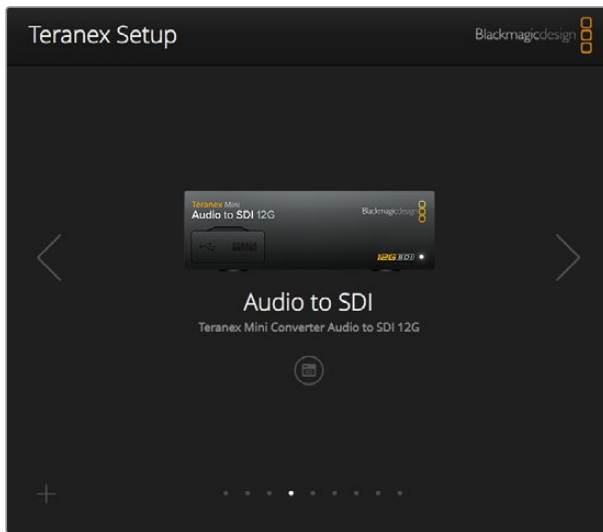 Teranex Setup
Blackmagicdesign
Teranex Mini
Audio to SDI 12G
Blackmagicdesign
12G SDI
Audio to SDI
Teranex Mini Converter Audio to SDI 12G